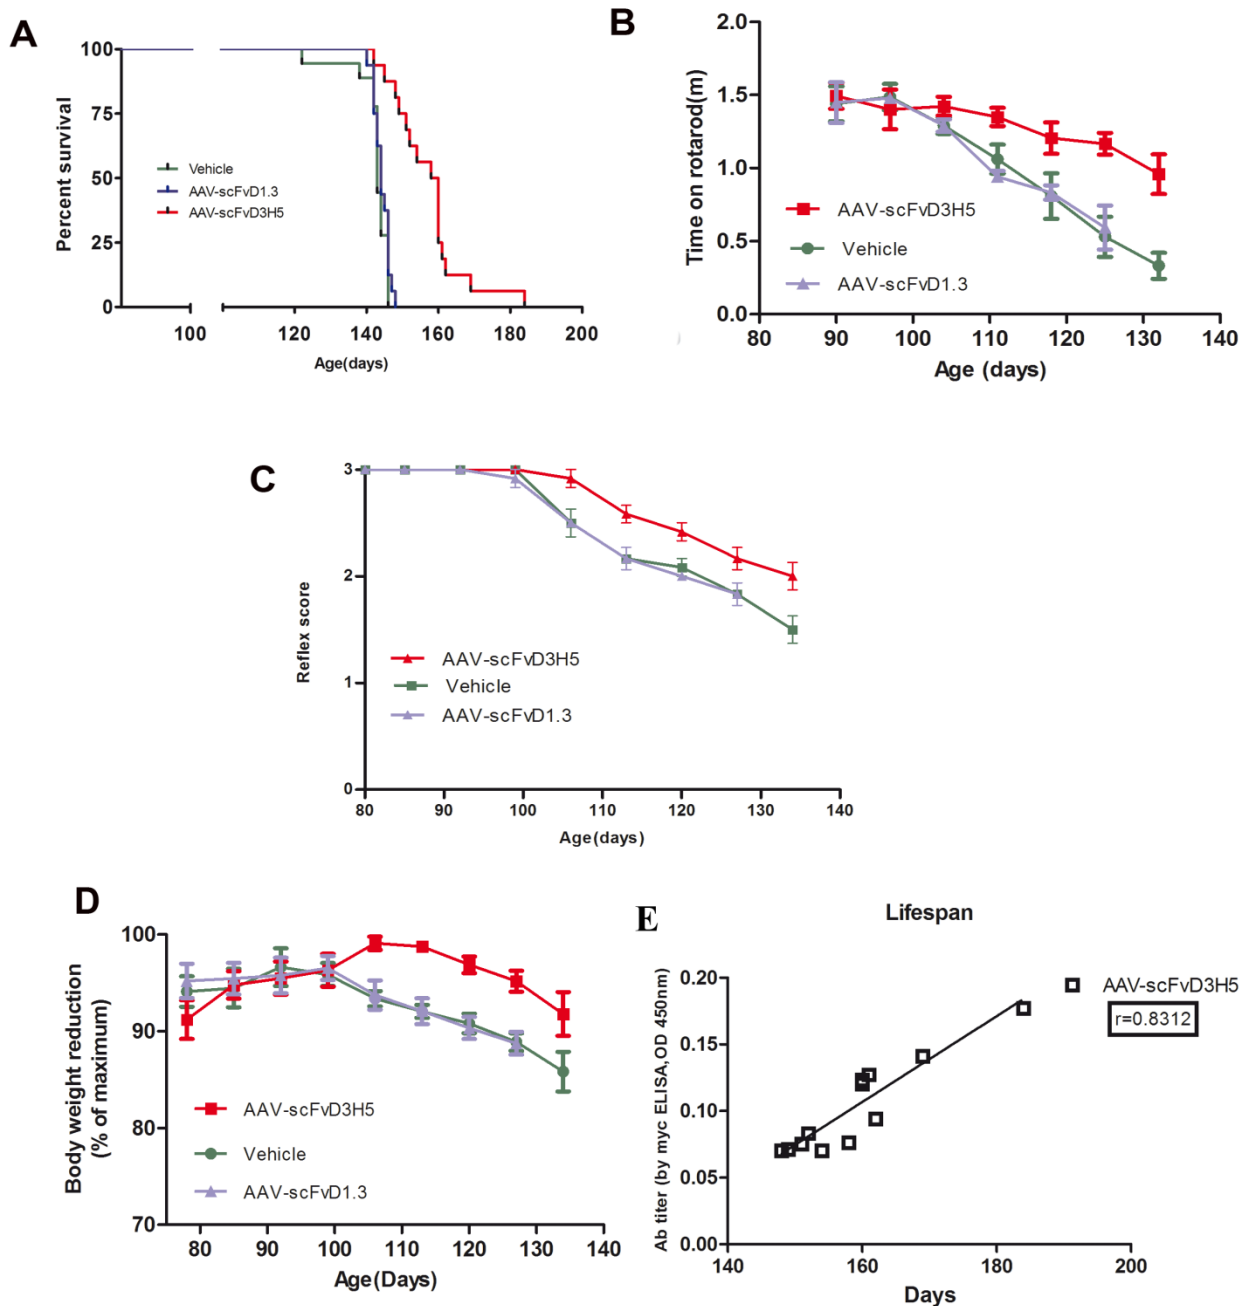 A
Percent survival
100
75
50
25
0
Vehicle
AAV-scFvD1.3
AAV-scFvD3H5
100 120 140 160 180 200
Age(days)
B
Time on rotarod(m)
2.0
1.5
1.0
0.5
0.0
AAV-scFvD3H5
Vehicle
AAV-scFvD1.3
80 90 100 110 120 130 140
Age (days)
C
Reflex score
3
2
1
0
AAV-scFvD3H5
Vehicle
AAV-scFvD1.3
80 90 100 110 120 130 140
Age(days)
D
Body weight reduction
(% of maximum)
100
90
80
70
AAV-scFvD3H5
Vehicle
AAV-scFvD1.3
80 90 100 110 120 130 140
Age(Days)
E
Lifespan
Ab titer (by myc ELISA,OD 450nm)
0.20
0.15
0.10
0.05
0.00
AAV-scFvD3H5
r=0.8312
140 160 180 200
Days